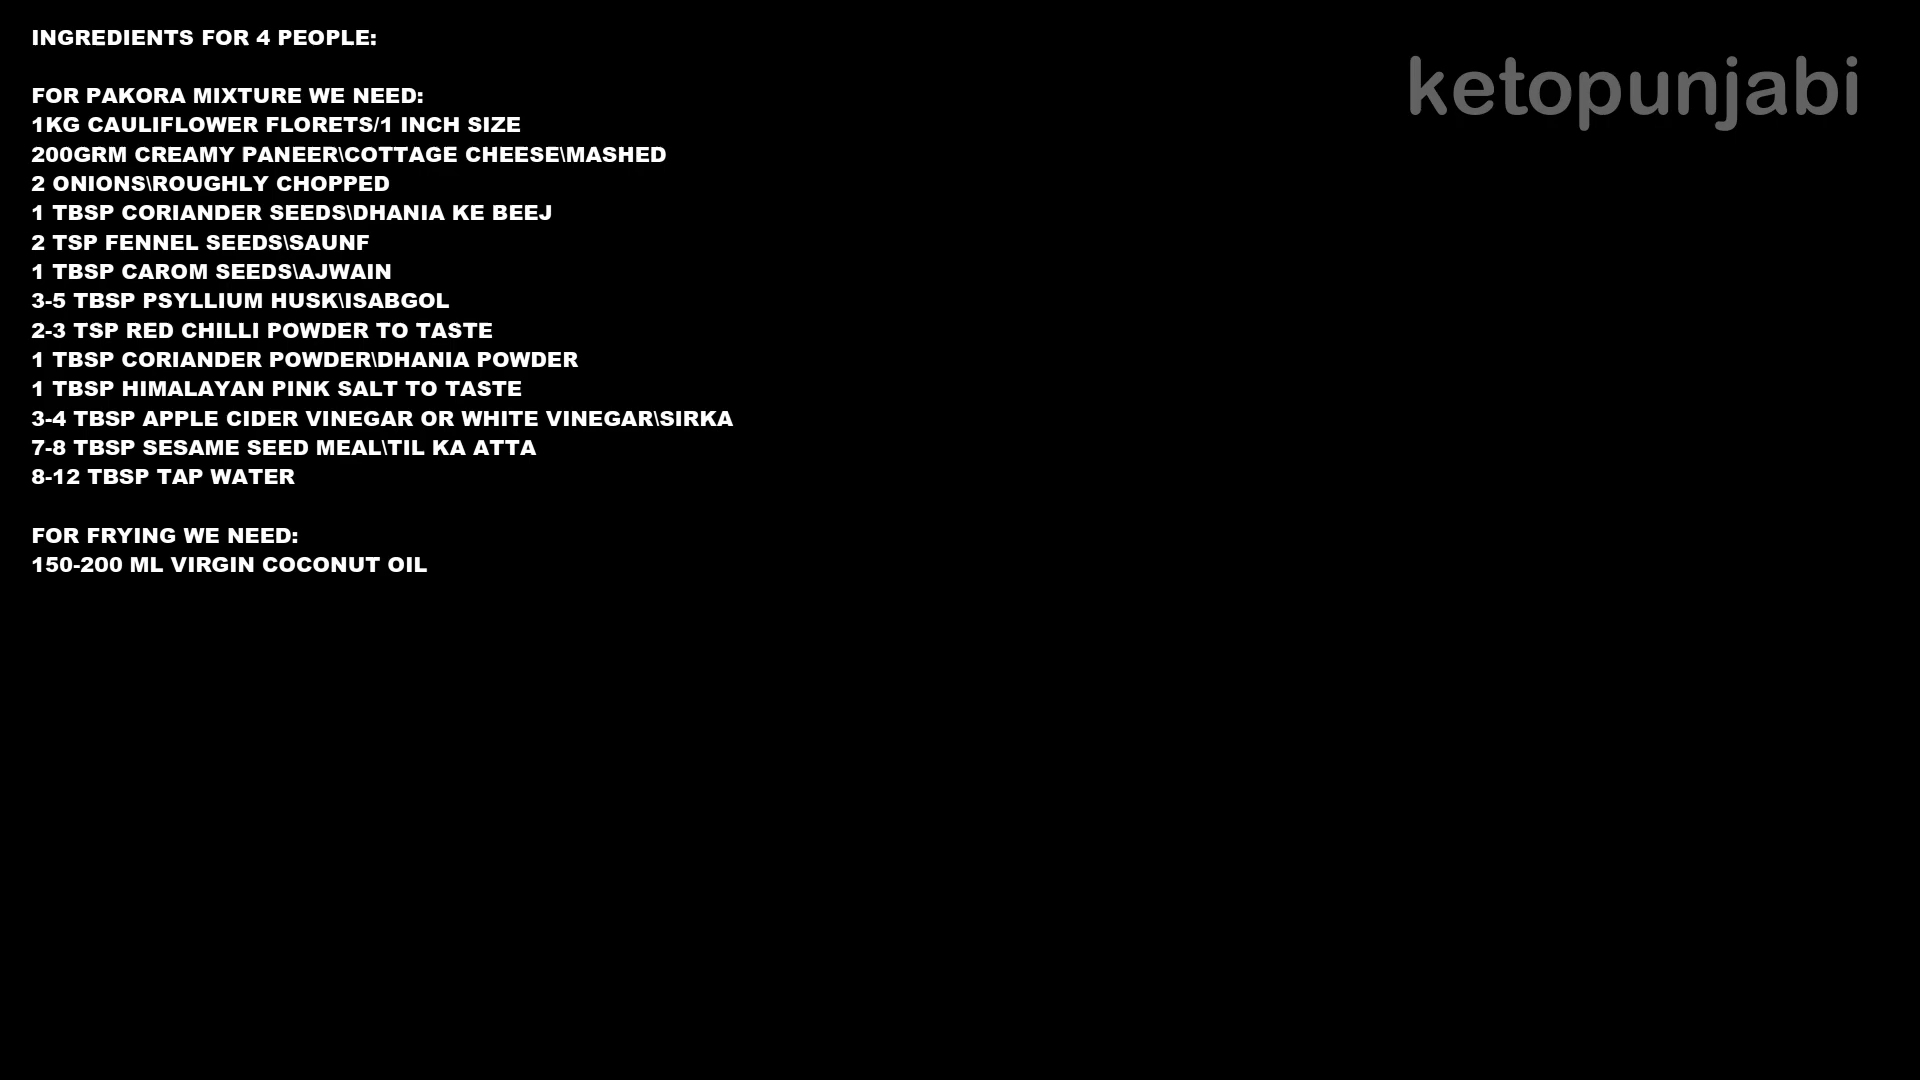 INGREDIENTS FOR 4 PEOPLE:
ketopunjabi
FOR PAKORA MIXTURE WE NEED:
1KG CAULIFLOWER FLORETS/1 INCH SIZE
200GRM CREAMY PANEER\COTTAGE CHEESE\MASHED
2 ONIONS\ROUGHLY CHOPPED
1 TBSP CORIANDER SEEDS\DHANIA KE BEEJ
2 TSP FENNEL SEEDS\SAUNF
1 TBSP CAROM SEEDS\AJWAIN
3-5 TBSP PSYLLIUM HUSK\ISABGOL
2-3 TSP RED CHILLI POWDER TO TASTE
1 TBSP CORIANDER POWDER\DHANIA POWDER
1 TBSP HIMALAYAN PINK SALT TO TASTE
3-4 TBSP APPLE CIDER VINEGAR OR WHITE VINEGAR\SIRKA
7-8 TBSP SESAME SEED MEAL\TIL KA ATTA
8-12 TBSP TAP WATER
FOR FRYING WE NEED:
150-200 ML VIRGIN COCONUT OIL